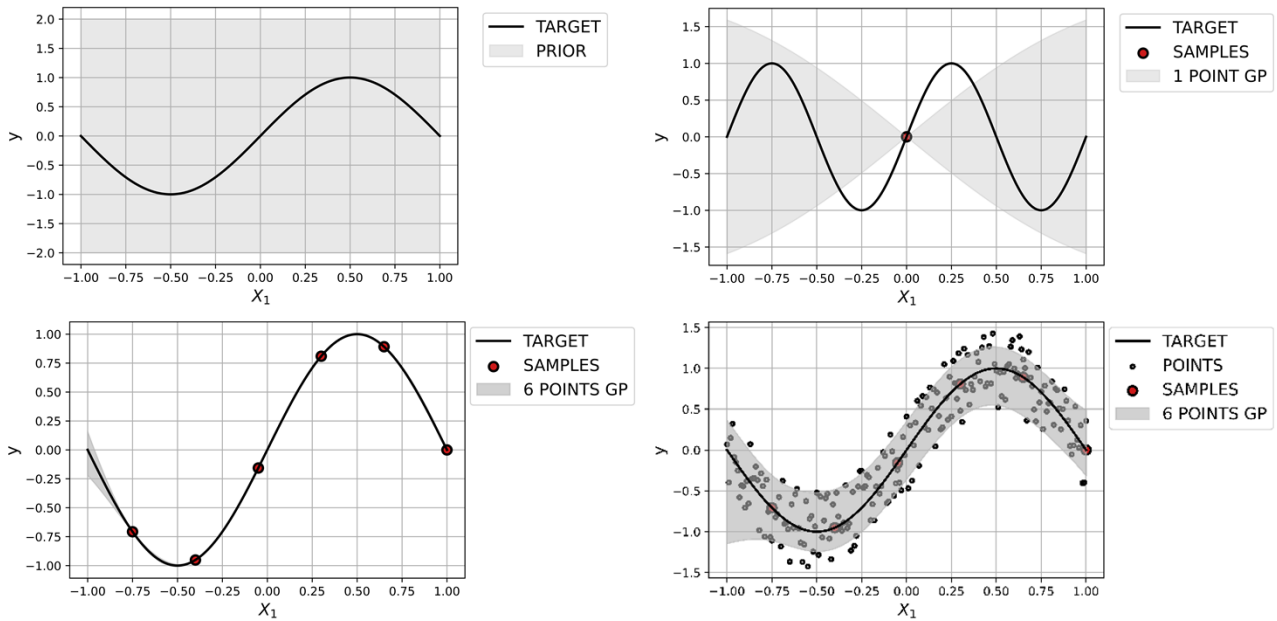 2.0
1.5
1.0
0.5
0.0
−0.5
−1.0
−1.5
−2.0
y
−1.00 −0.75 −0.50 −0.25 0.00 0.25 0.50 0.75 1.00
X1
TARGET
PRIOR
1.5
1.0
0.5
0.0
−0.5
−1.0
−1.5
y
−1.00 −0.75 −0.50 −0.25 0.00 0.25 0.50 0.75 1.00
X1
TARGET
SAMPLES
1 POINT GP
1.00
0.75
0.50
0.25
0.00
−0.25
−0.50
−0.75
−1.00
y
−1.00 −0.75 −0.50 −0.25 0.00 0.25 0.50 0.75 1.00
X1
TARGET
SAMPLES
6 POINTS GP
1.5
1.0
0.5
0.0
−0.5
−1.0
−1.5
y
−1.00 −0.75 −0.50 −0.25 0.00 0.25 0.50 0.75 1.00
X1
TARGET
POINTS
SAMPLES
6 POINTS GP